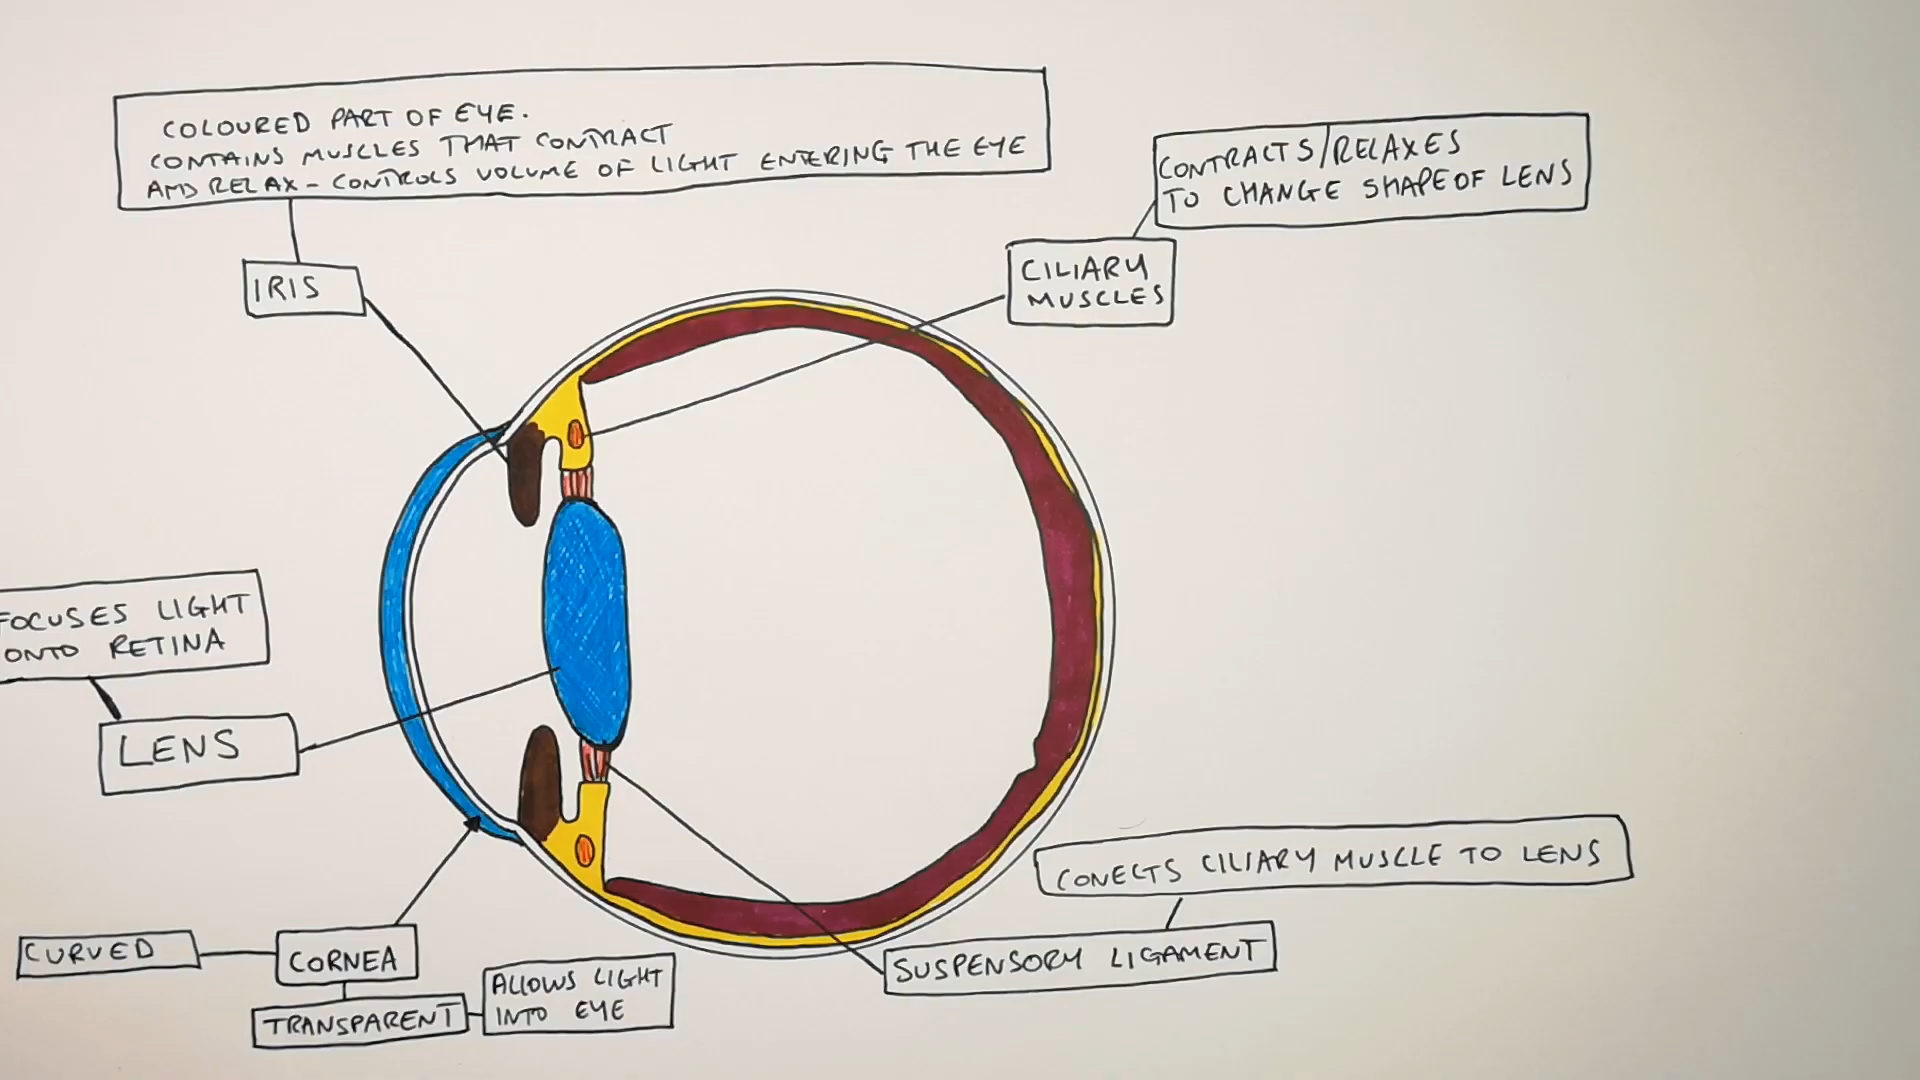 COLOURED PART OF EYE.
CONTAINS MUSCLES THAT CONTRACT
AND RELAX - CONTROLS VOLUME OF LIGHT ENTERING THE EYE
IRIS
CONTRACTS/RELAXES
TO CHANGE SHAPE OF LENS
CILIARY
MUSCLES
FOCUSES LIGHT
ONTO RETINA
LENS
CONECTS CILIARY MUSCLE TO LENS
SUSPENSORY LIGAMENT
CURVED
CORNEA
TRANSPARENT
ALLOWS LIGHT
INTO EYE